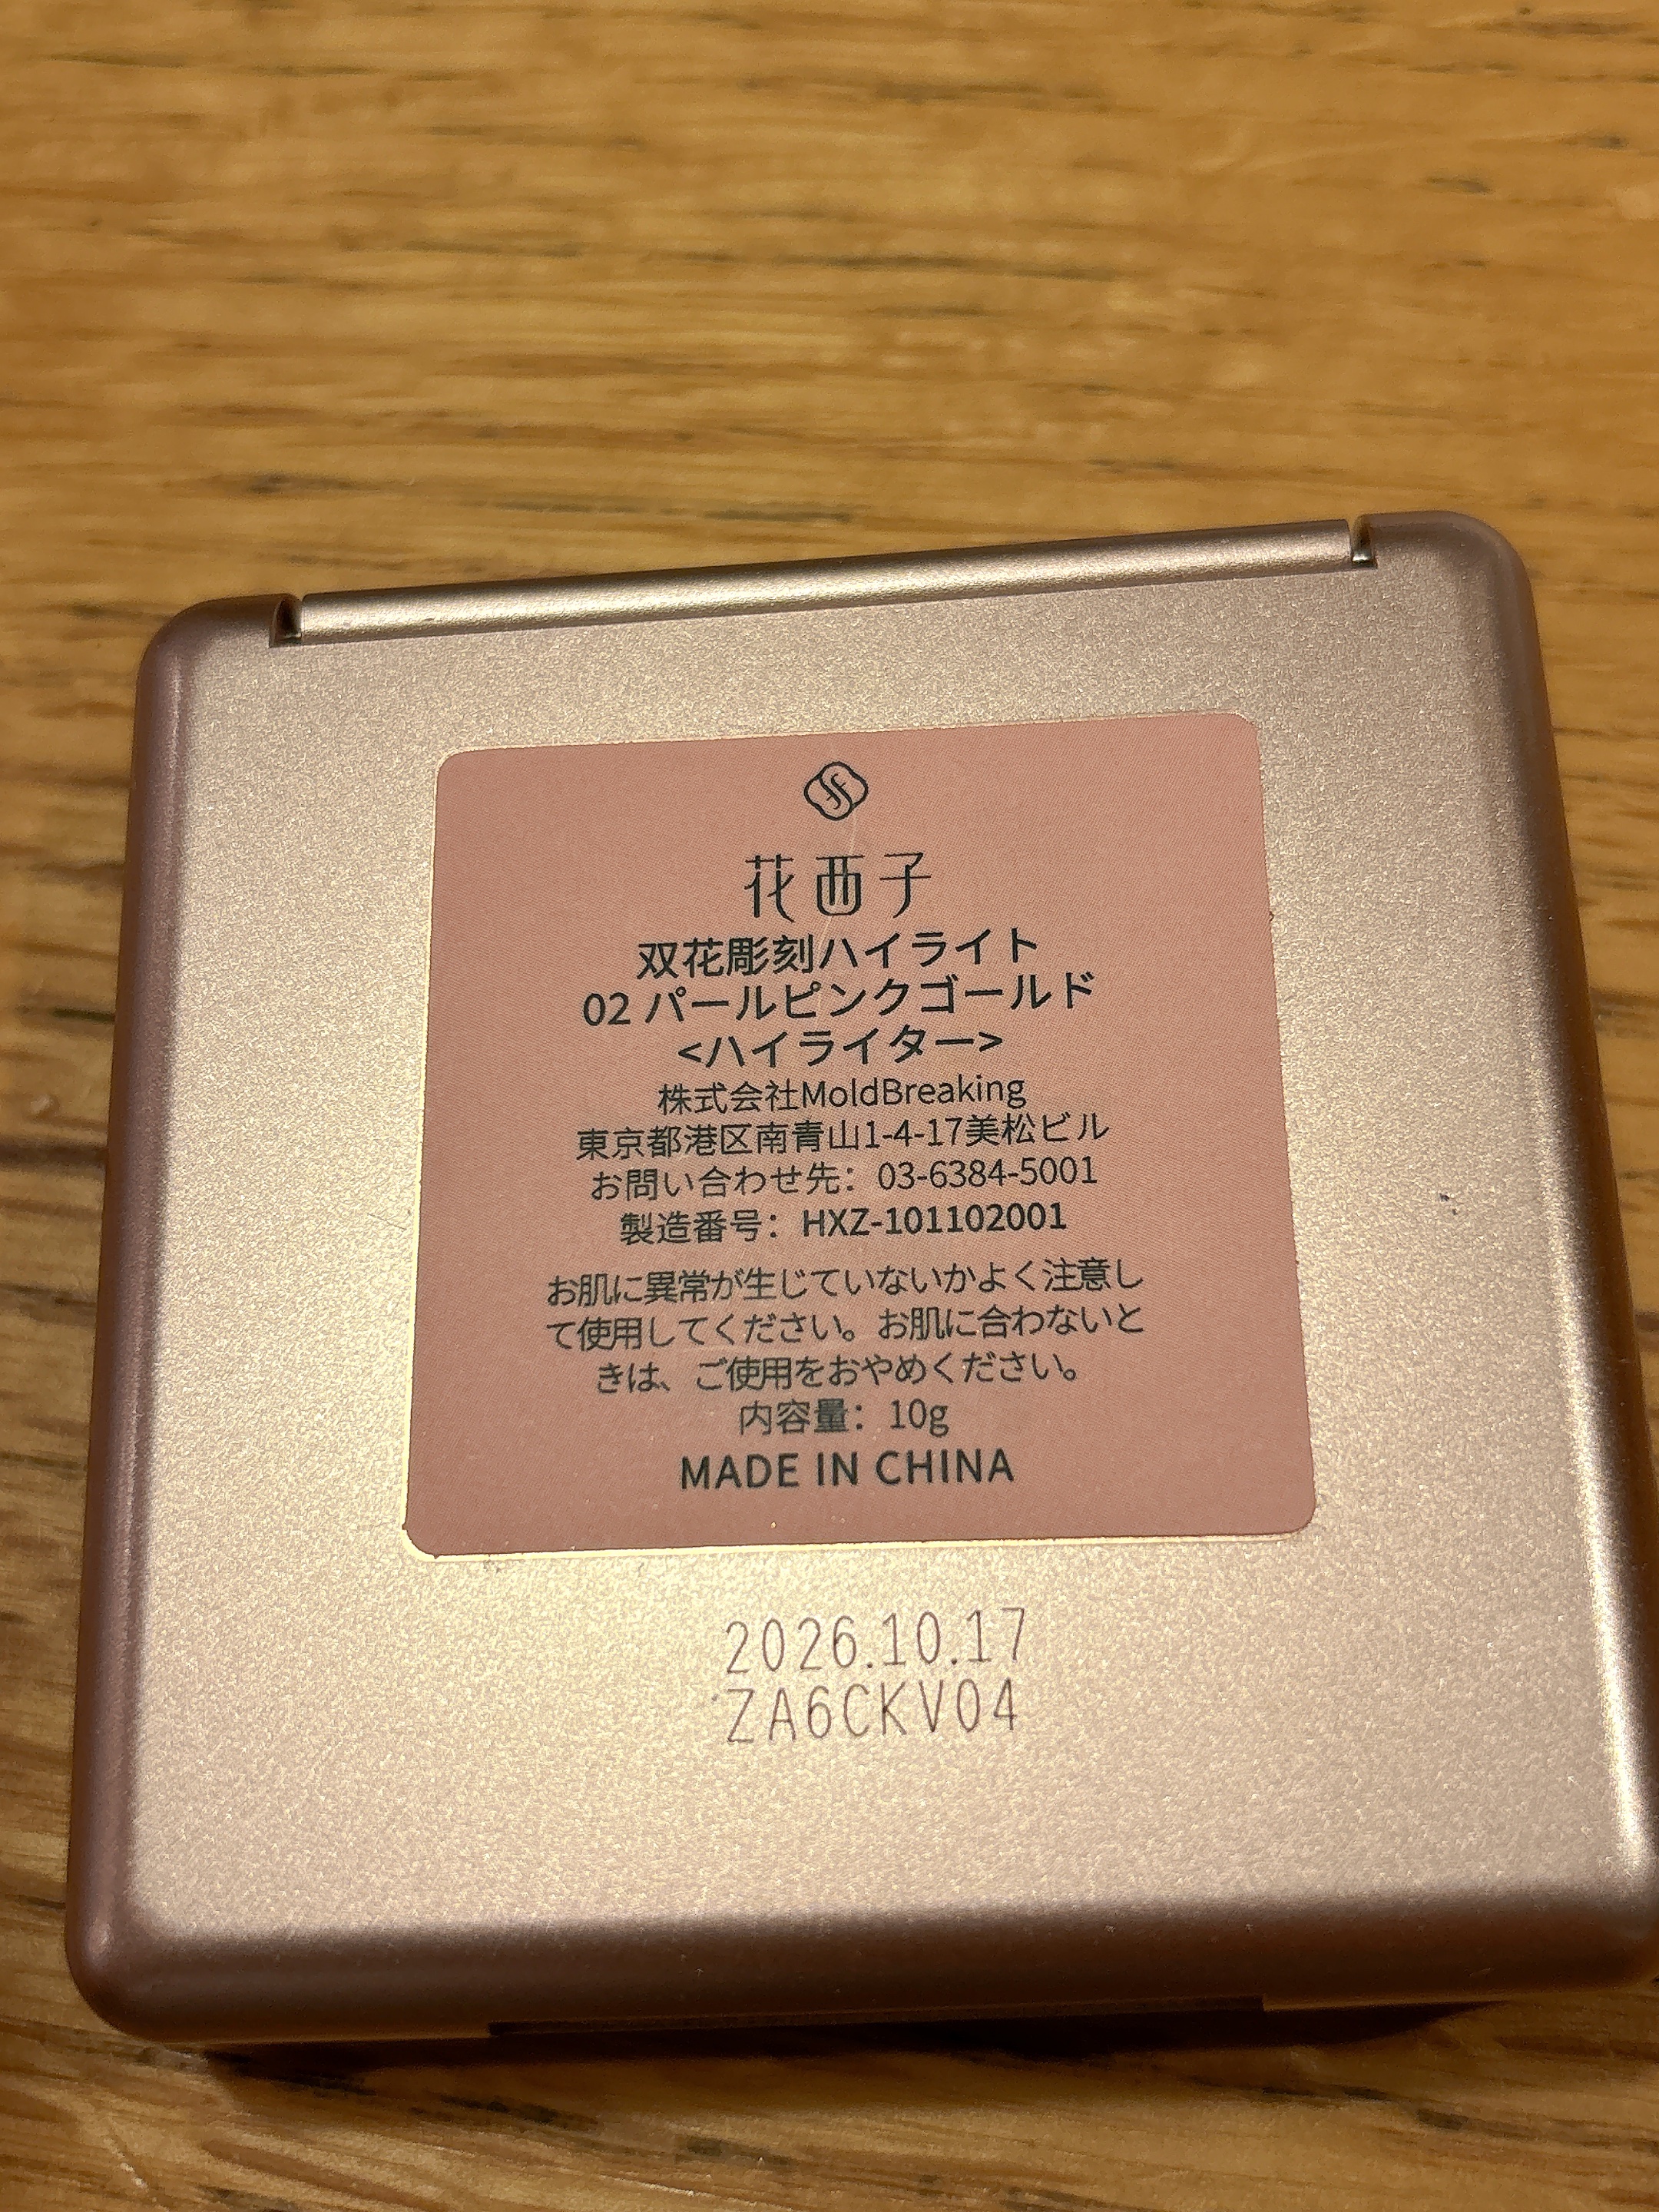 花西子
双花彫刻ハイライト
02 パールピンクゴールド
<ハイライター>
株式会社MoldBreaking
東京都港区南青山1-4-17美松ビル
お問い合わせ先：03-6384-5001
製造番号：HXZ-101102001
お肌に異常が生じていないかよく注意し
て使用してください。お肌に合わないと
きは、ご使用をおやめください。
内容量：10g
MADE IN CHINA
2026.10.17
ZA6CKV04